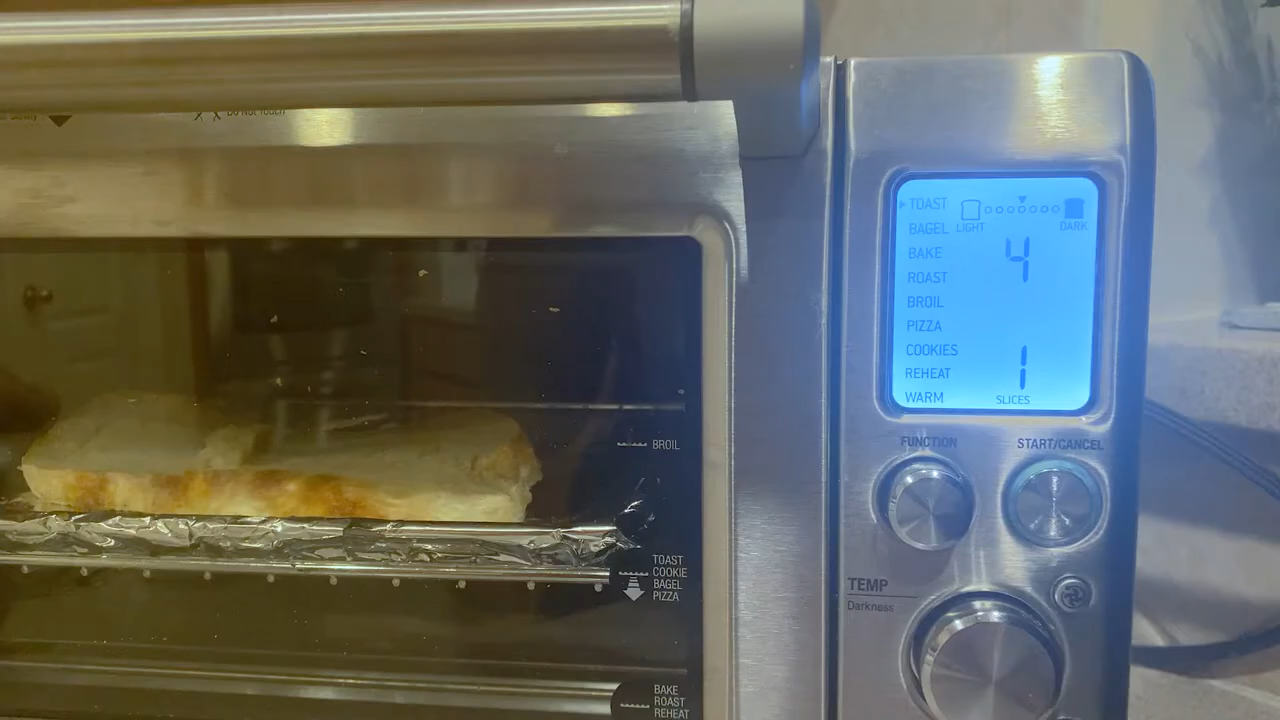 Do Not Touch
TOAST
LIGHT
DARK
BAGEL
BAKE
4
ROAST
BROIL
PIZZA
COOKIES
REHEAT
1
WARM
SLICES
FUNCTION
START/CANCEL
BROIL
TOAST
COOKIE
BAGEL
PIZZA
TEMP
Darkness
BAKE
ROAST
REHEAT